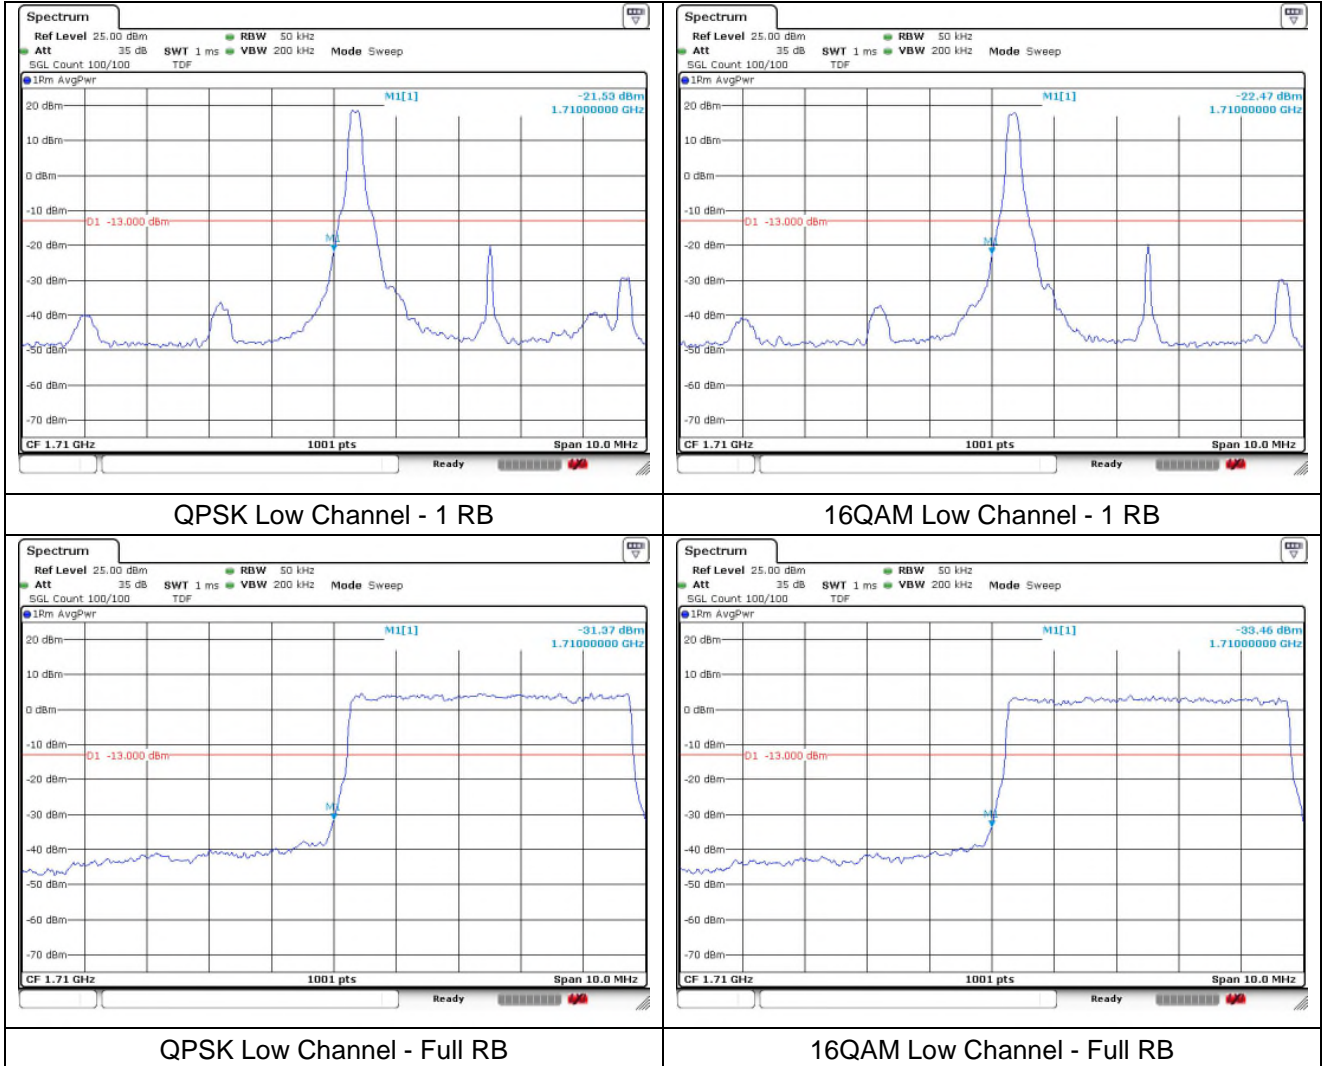 Spectrum
Ref Level 25.00 dBm RBW 50 kHz
Att 35 dB SWT 1 ms VBW 200 kHz Mode Sweep
SGL Count 100/100 TDF
1Rm AvgPwr
M1[1] -21.53 dBm
1.71000000 GHz
20 dBm
10 dBm
0 dBm
-10 dBm
D1 -13.000 dBm
-20 dBm
M1
-30 dBm
-40 dBm
-50 dBm
-60 dBm
-70 dBm
CF 1.71 GHz 1001 pts Span 10.0 MHz
Ready
QPSK Low Channel - 1 RB
Spectrum
Ref Level 25.00 dBm RBW 50 kHz
Att 35 dB SWT 1 ms VBW 200 kHz Mode Sweep
SGL Count 100/100 TDF
1Rm AvgPwr
M1[1] -22.47 dBm
1.71000000 GHz
20 dBm
10 dBm
0 dBm
-10 dBm
D1 -13.000 dBm
-20 dBm
M1
-30 dBm
-40 dBm
-50 dBm
-60 dBm
-70 dBm
CF 1.71 GHz 1001 pts Span 10.0 MHz
Ready
16QAM Low Channel - 1 RB
Spectrum
Ref Level 25.00 dBm RBW 50 kHz
Att 35 dB SWT 1 ms VBW 200 kHz Mode Sweep
SGL Count 100/100 TDF
1Rm AvgPwr
M1[1] -31.37 dBm
1.71000000 GHz
20 dBm
10 dBm
0 dBm
-10 dBm
D1 -13.000 dBm
-20 dBm
-30 dBm
M1
-40 dBm
-50 dBm
-60 dBm
-70 dBm
CF 1.71 GHz 1001 pts Span 10.0 MHz
Ready
QPSK Low Channel - Full RB
Spectrum
Ref Level 25.00 dBm RBW 50 kHz
Att 35 dB SWT 1 ms VBW 200 kHz Mode Sweep
SGL Count 100/100 TDF
1Rm AvgPwr
M1[1] -33.46 dBm
1.71000000 GHz
20 dBm
10 dBm
0 dBm
-10 dBm
D1 -13.000 dBm
-20 dBm
-30 dBm
M1
-40 dBm
-50 dBm
-60 dBm
-70 dBm
CF 1.71 GHz 1001 pts Span 10.0 MHz
Ready
16QAM Low Channel - Full RB